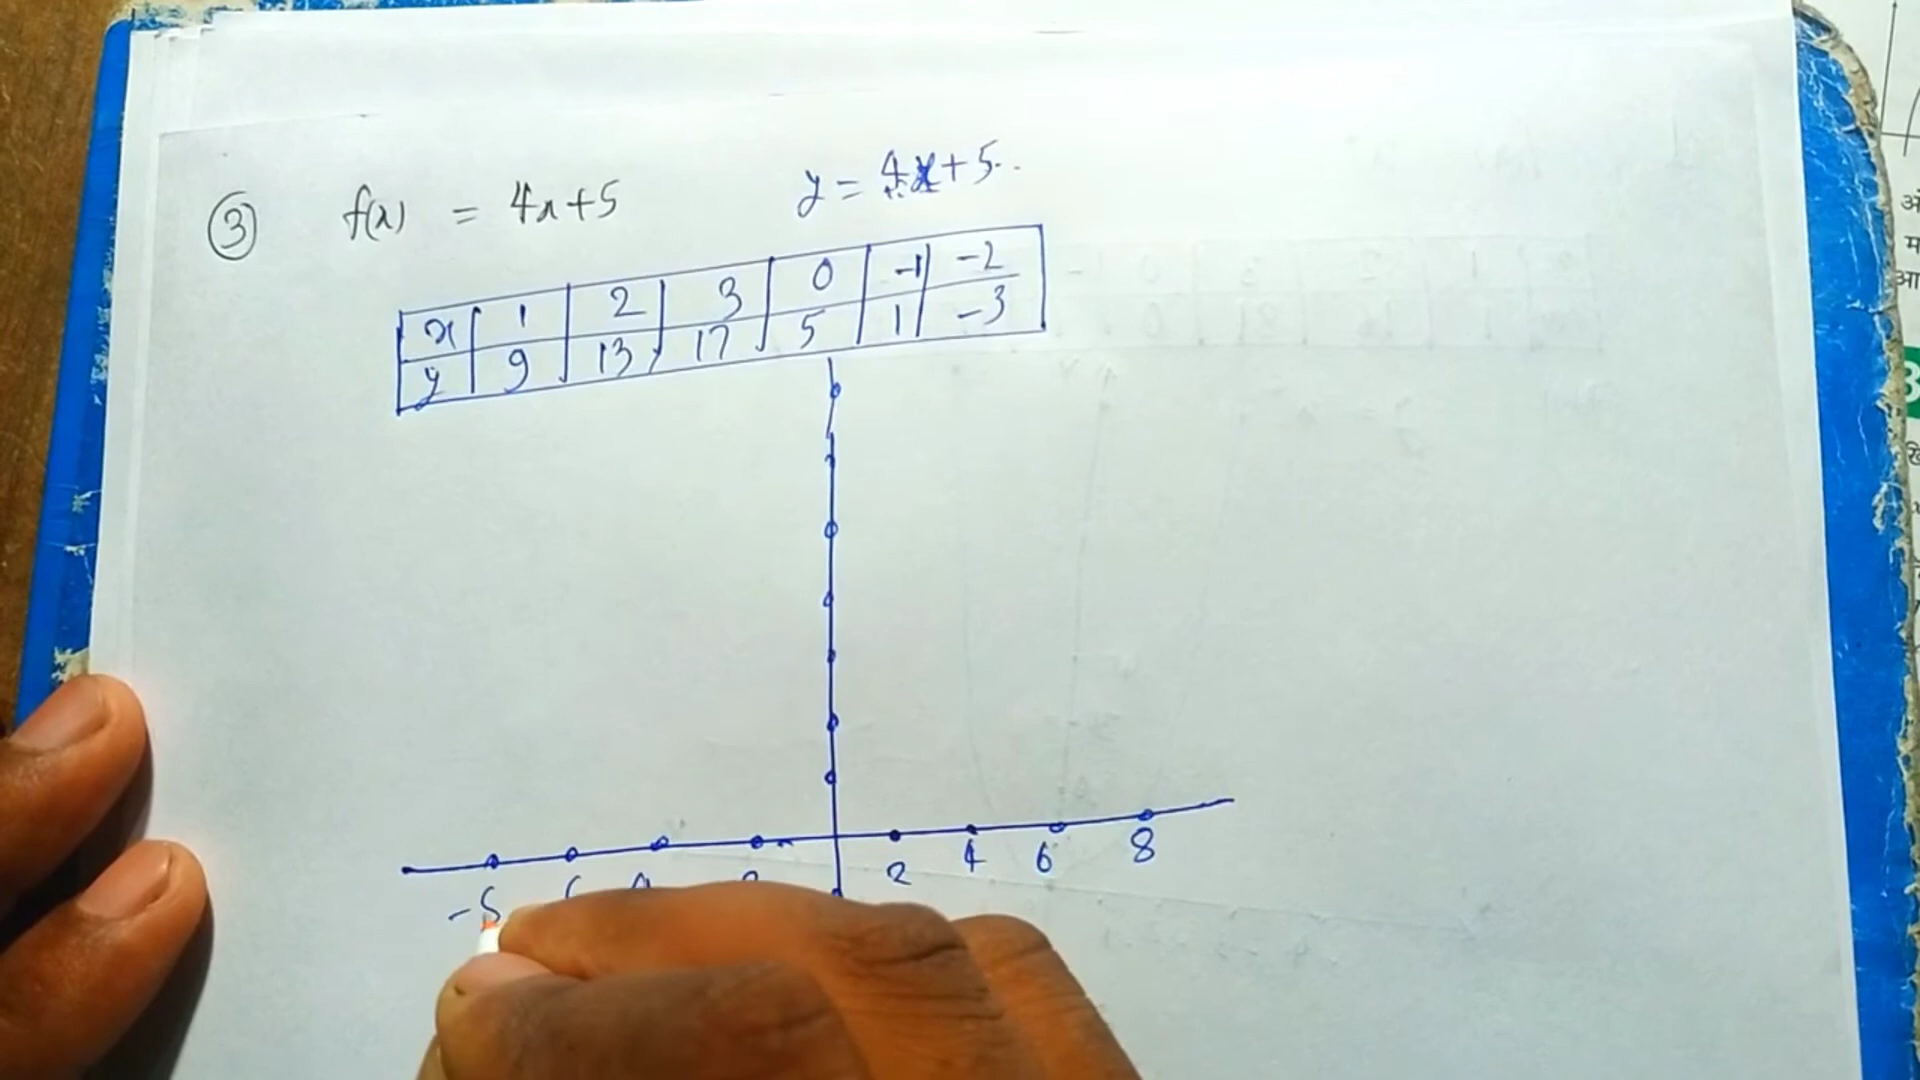 ③ f(x) = 4x+5 y = 4x+5
x 1 2 3 0 -1 -2
y 9 13 17 5 1 -3
2 4 6 8